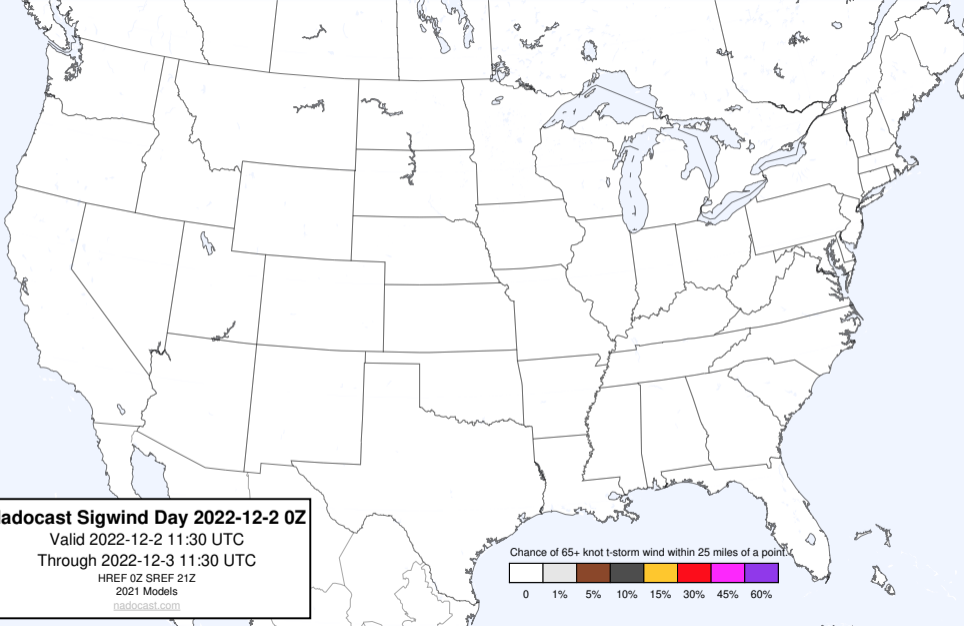 adocast Sigwind Day 2022-12-2 0Z
Valid 2022-12-2 11:30 UTC
Through 2022-12-3 11:30 UTC
HREF 0Z SREF 21Z
2021 Models
nadocast.com
Chance of 65+ knot t-storm wind within 25 miles of a point.
0 1% 5% 10% 15% 30% 45% 60%